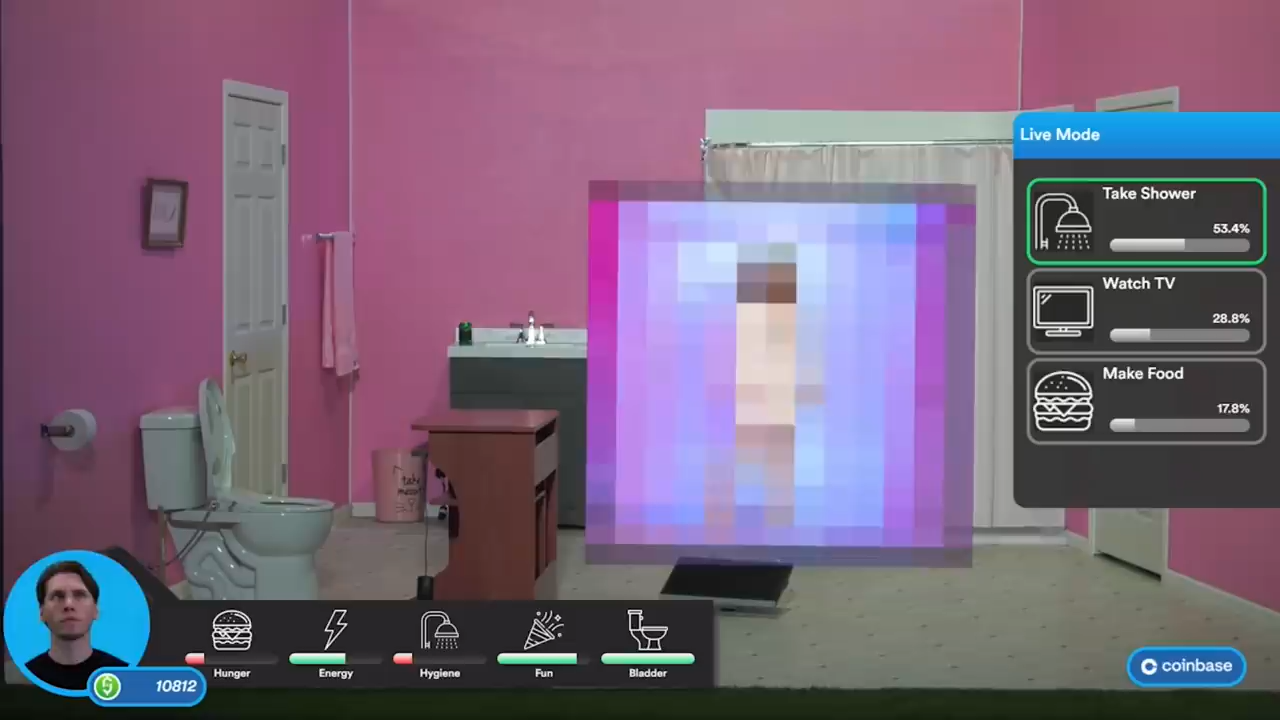 Live Mode
Take Shower
53.4%
Watch TV
28.8%
Make Food
17.8%
Hunger
Energy
Hygiene
Fun
Bladder
10812
coinbase